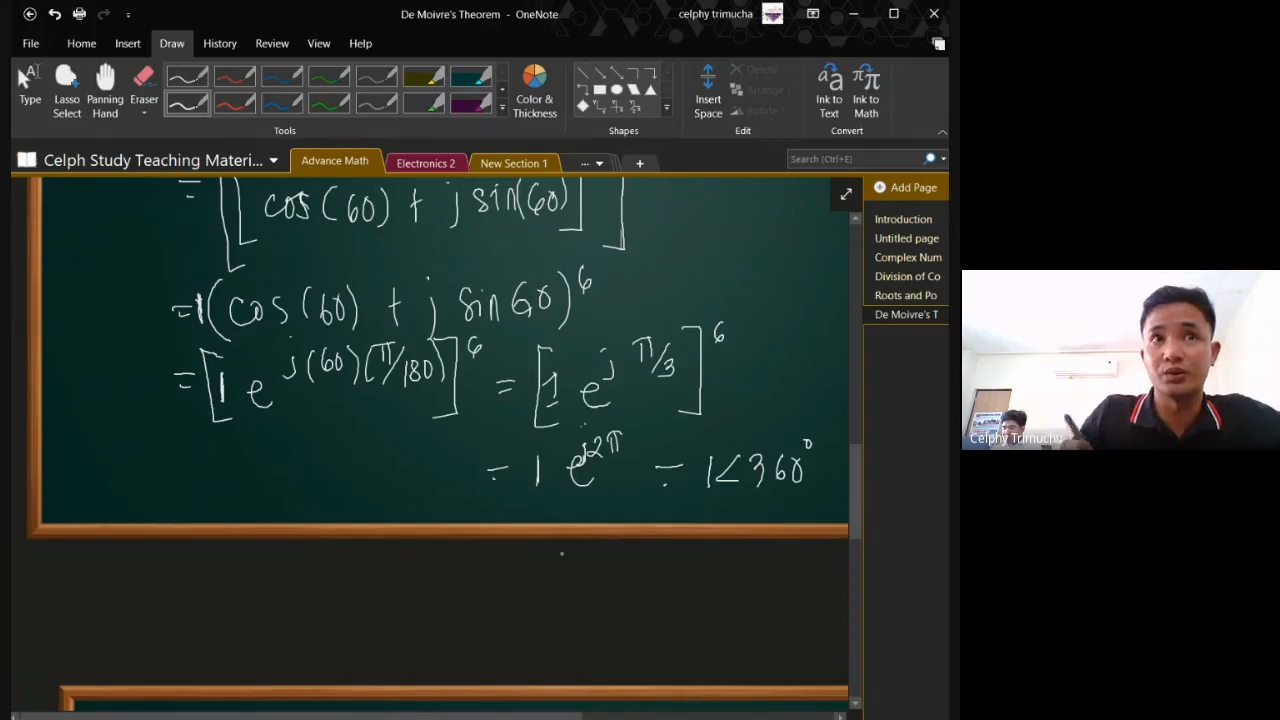 De Moivre's Theorem - OneNote
celphy trimucha
File Home Insert Draw History Review View Help
Type
Lasso Select
Panning Hand
Eraser
Color & Thickness
Insert Space
Delete
Arrange
Rotate
Ink to Text
Ink to Math
Tools Shapes Edit Convert
Celph Study Teaching Materi...
Advance Math
Electronics 2
New Section 1
Search (Ctrl+E)
Add Page
Introduction
Untitled page
Complex Num
Division of Co
Roots and Po
De Moivre's T
= [[cos(60) + j sin(60)]]
= 1(cos(60) + j sin 60)^6
= [1 e^{j(60)(π/180)}]^6 = [1 e^{j π/3}]^6
= 1 e^{j2π} = 1∠360°
Celphy Trimucha